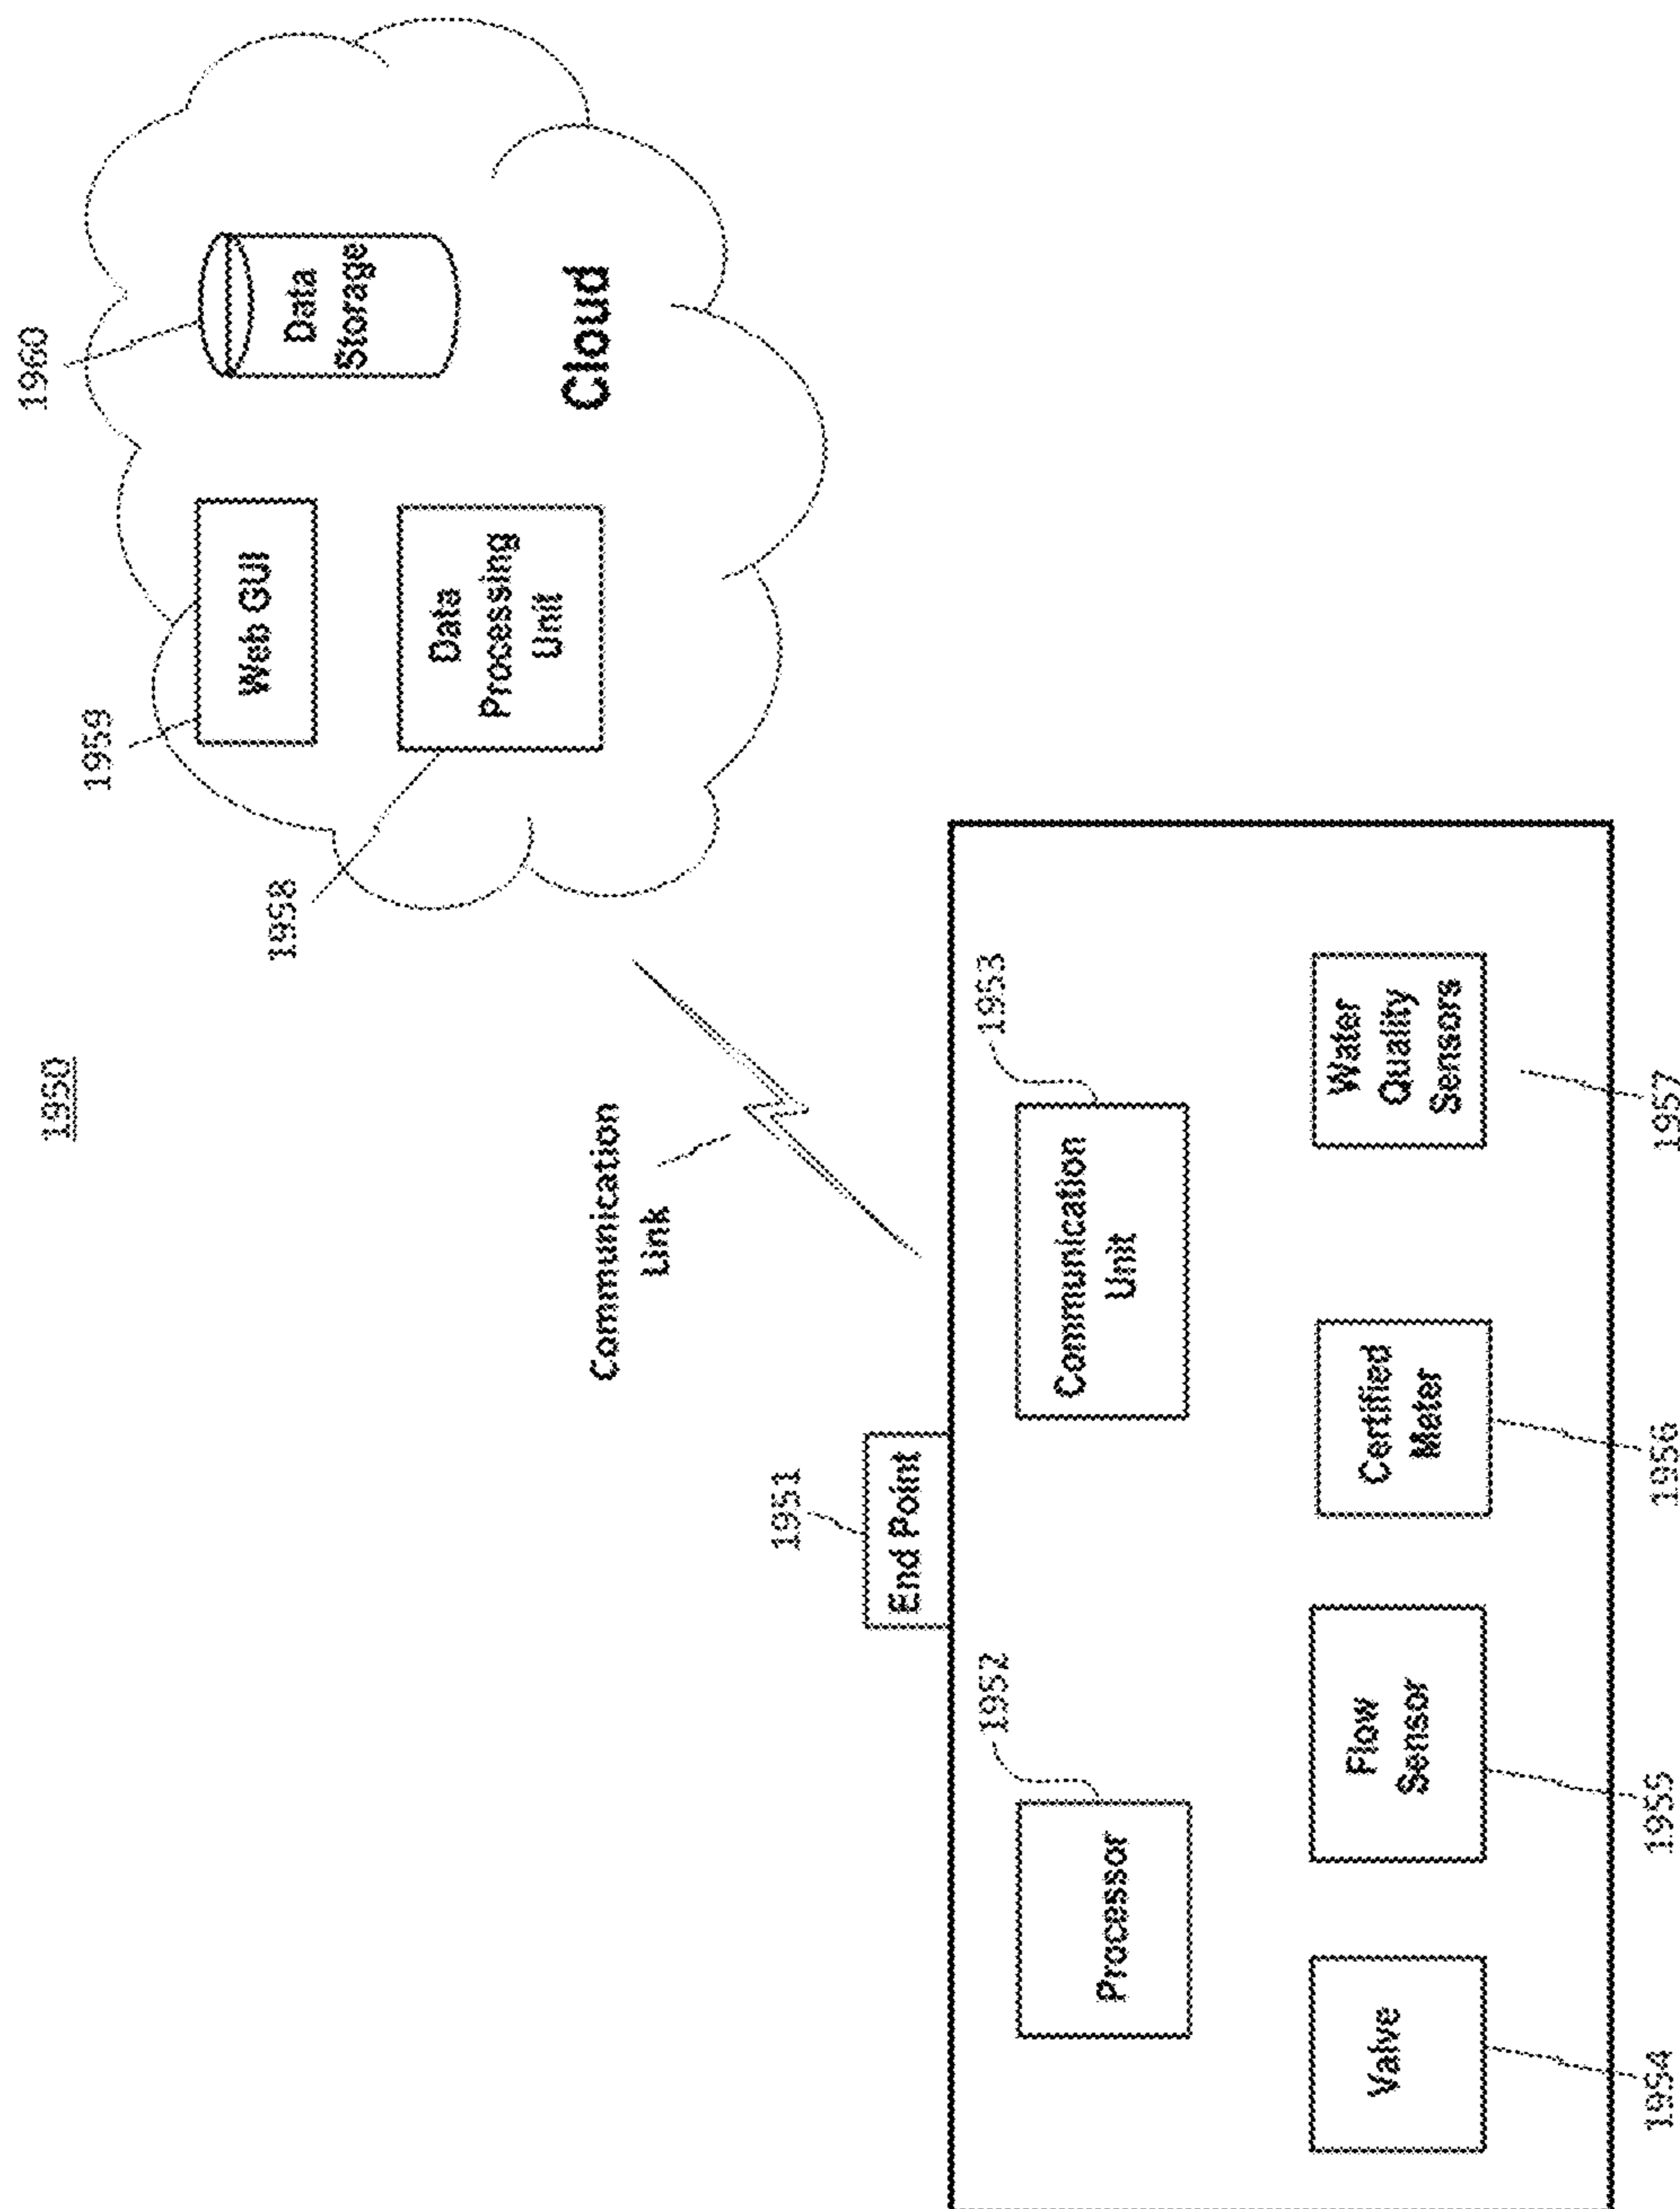 1950
1960
1959
Web GUI
Data
Storage
Data
Processing
Unit
Cloud
1958
Communication
Link
1951
End Point
1952
Processor
1953
Communication
Unit
Valve
Flow
Sensor
Certified
Meter
Water
Quality
Sensors
1954
1955
1956
1957